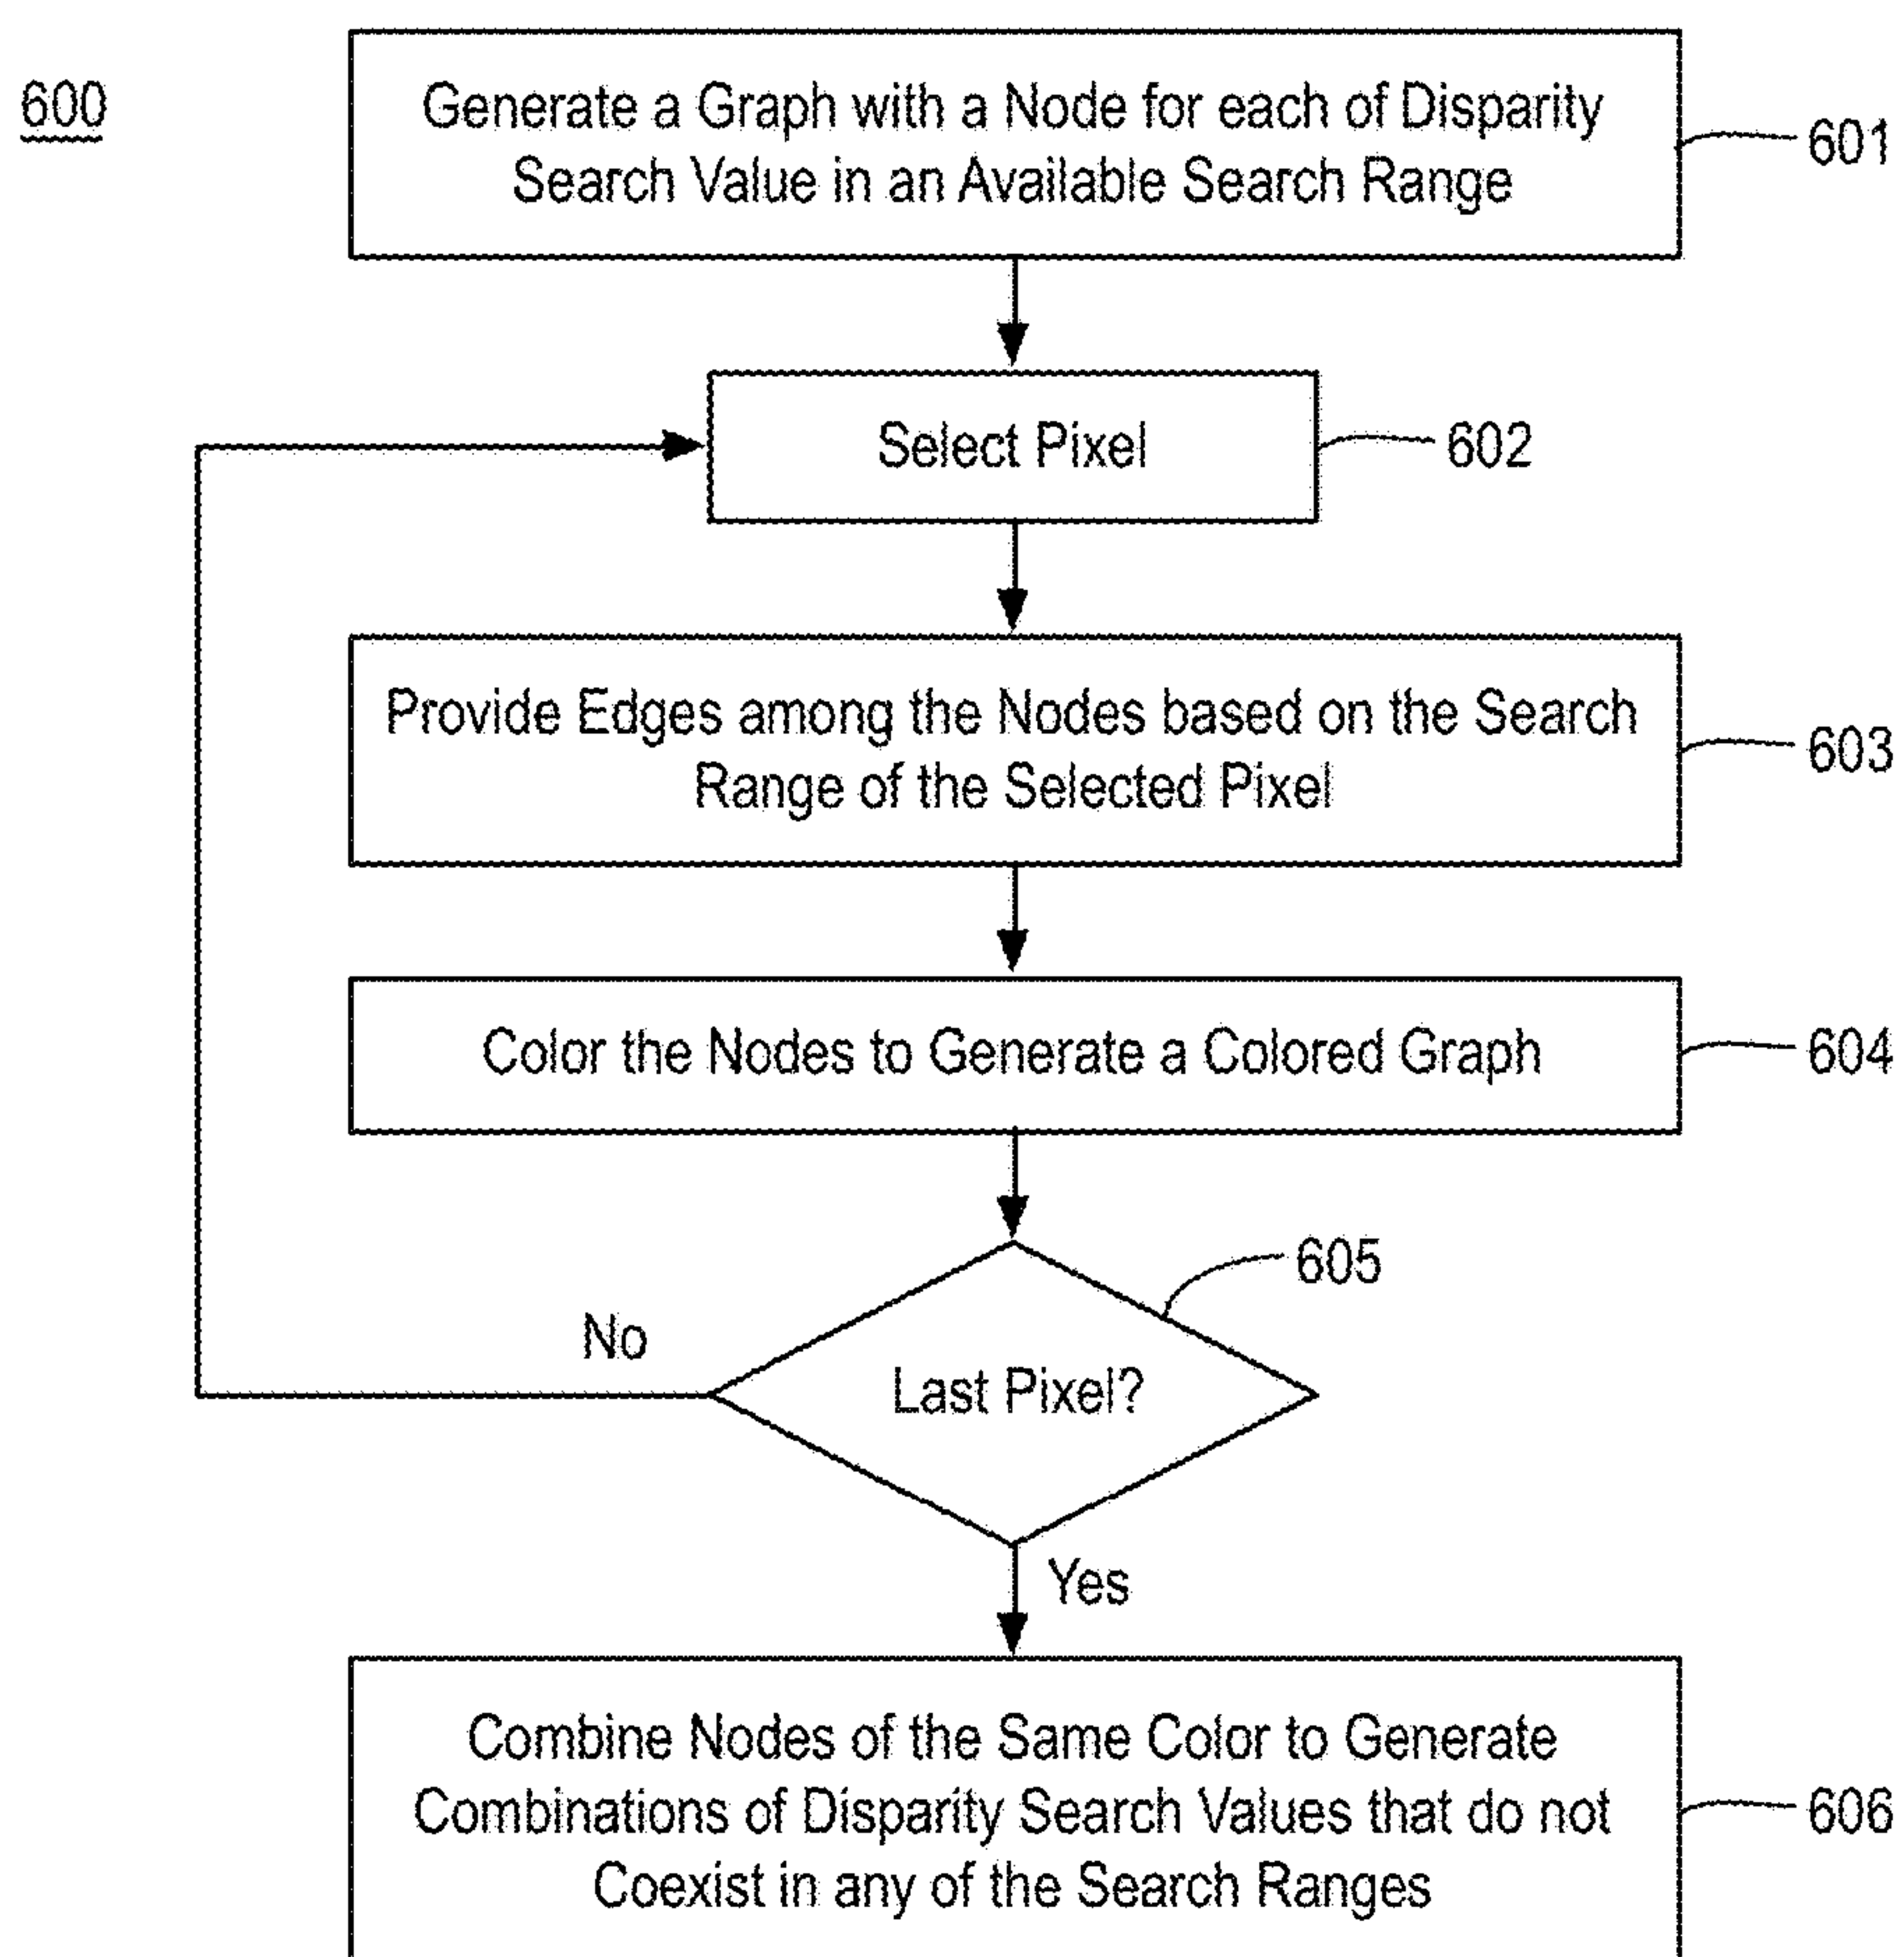 600
Generate a Graph with a Node for each of Disparity
Search Value in an Available Search Range
601
Select Pixel
602
Provide Edges among the Nodes based on the Search
Range of the Selected Pixel
603
Color the Nodes to Generate a Colored Graph
604
605
No
Last Pixel?
Yes
Combine Nodes of the Same Color to Generate
Combinations of Disparity Search Values that do not
Coexist in any of the Search Ranges
606